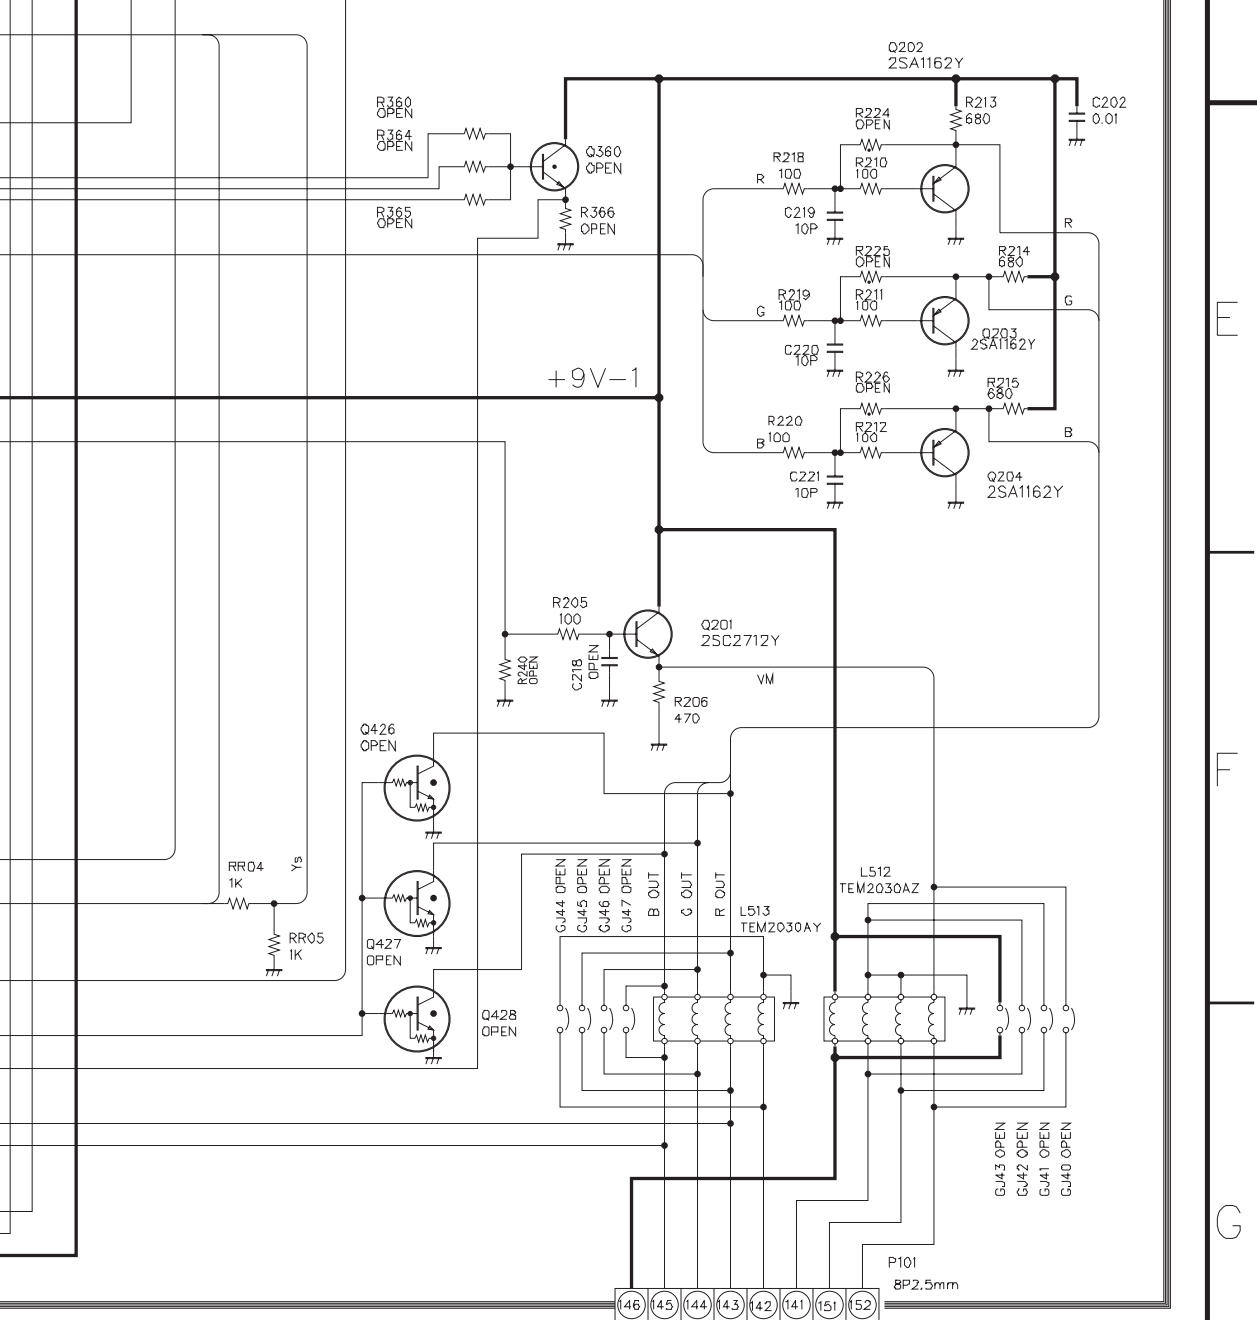 Q202
2SA1162Y
R360
OPEN
R364
OPEN
R365
OPEN
Q360
OPEN
R366
OPEN
R213
680
C202
0.01
R224
OPEN
R218
100
R210
100
R
C219
10P
R
R225
OPEN
R214
680
R219
100
R211
100
G
G
C220
10P
Q203
2SA1162Y
E
+9V-1
R226
OPEN
R215
680
R220
100
R212
100
B
B
C221
10P
Q204
2SA1162Y
R205
100
Q201
2SC2712Y
R240
OPEN
C218
OPEN
VM
R206
470
Q426
OPEN
F
RR04
1K
Ys
RR05
1K
Q427
OPEN
Q428
OPEN
GJ44 OPEN
GJ45 OPEN
GJ46 OPEN
GJ47 OPEN
B OUT
G OUT
R OUT
L513
TEM2030AY
L512
TEM2030AZ
GJ43 OPEN
GJ42 OPEN
GJ41 OPEN
GJ40 OPEN
G
P101
8P2.5mm
146 145 144 143 142 141 151 152